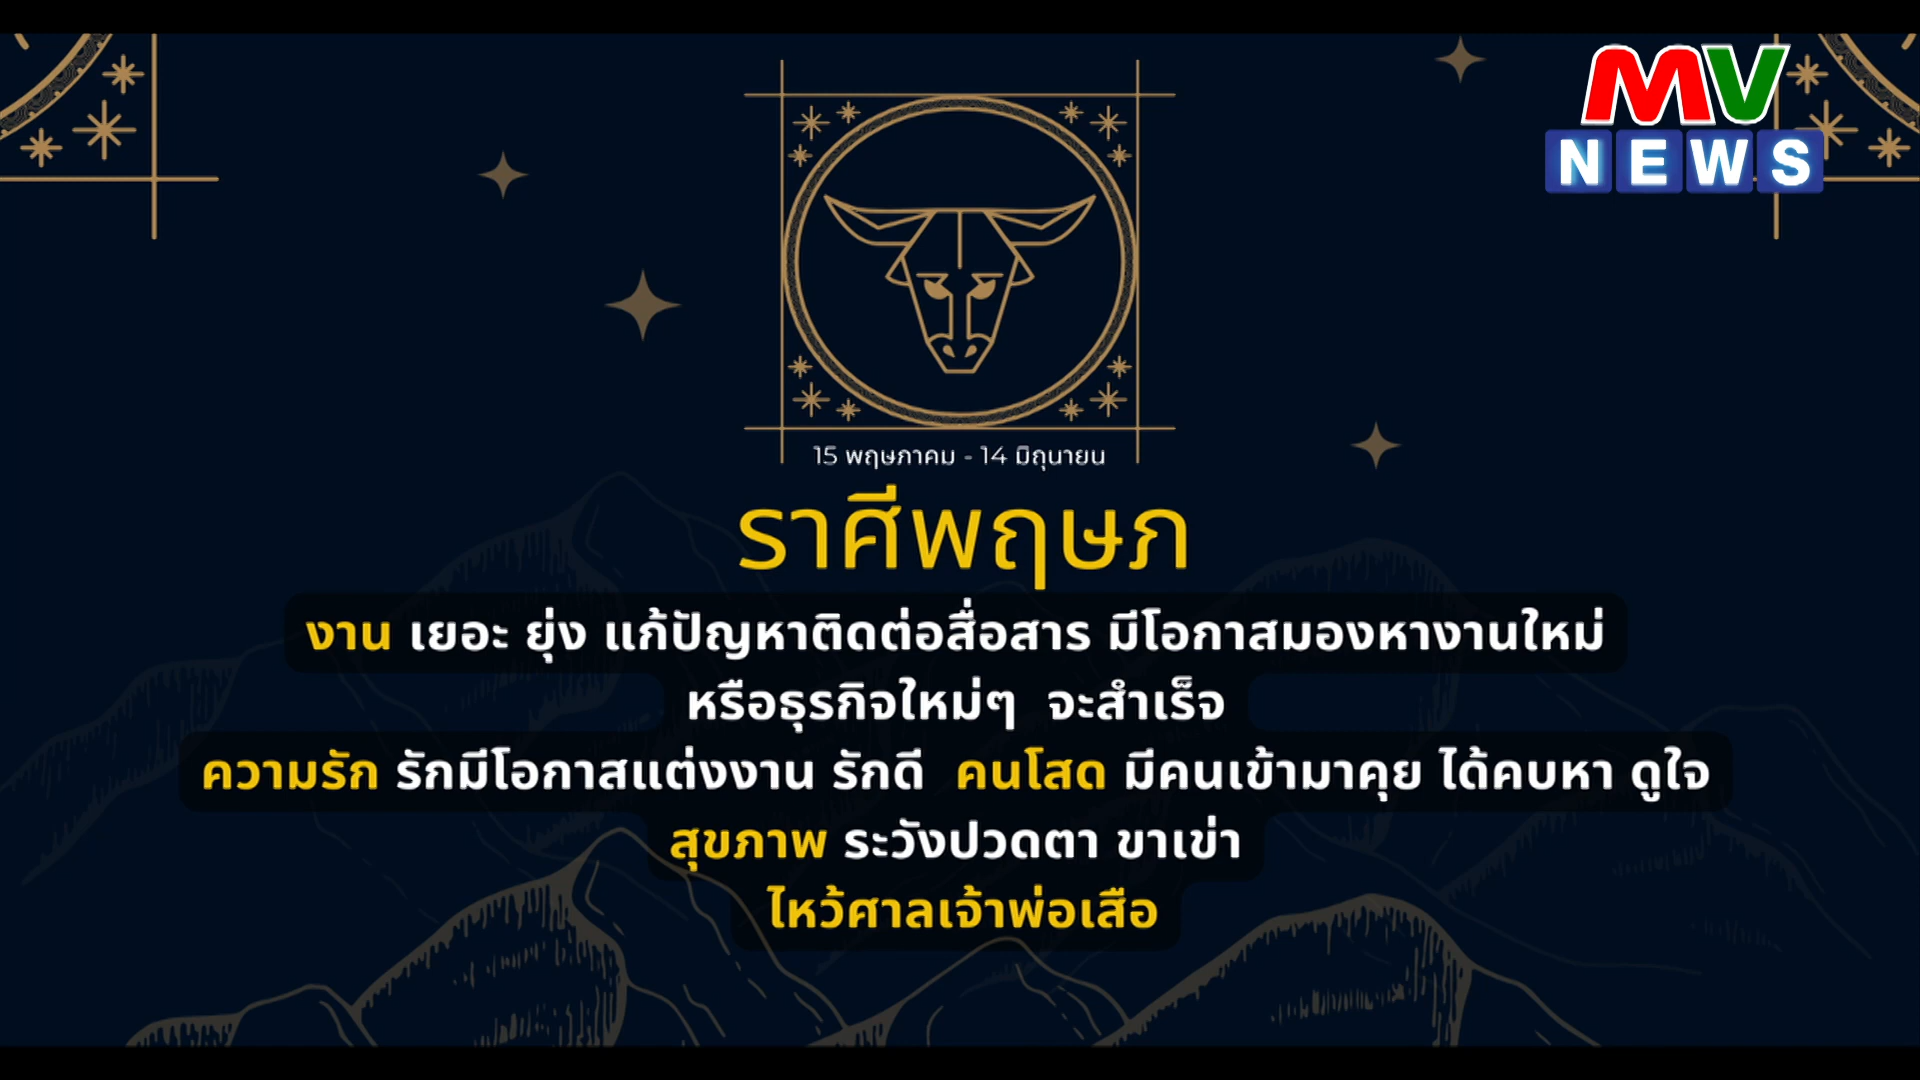 MV
NEWS
15 พฤษภาคม - 14 มิถุนายน
ราศีพฤษภ
งาน เยอะ ยุ่ง แก้ปัญหาติดต่อสื่อสาร มีโอกาสมองหางานใหม่
หรือธุรกิจใหม่ๆ จะสำเร็จ
ความรัก รักมีโอกาสแต่งงาน รักดี คนโสด มีคนเข้ามาคุย ได้คบหา ดูใจ
สุขภาพ ระวังปวดตา ขาเข่า
ไหว้ศาลเจ้าพ่อเสือ